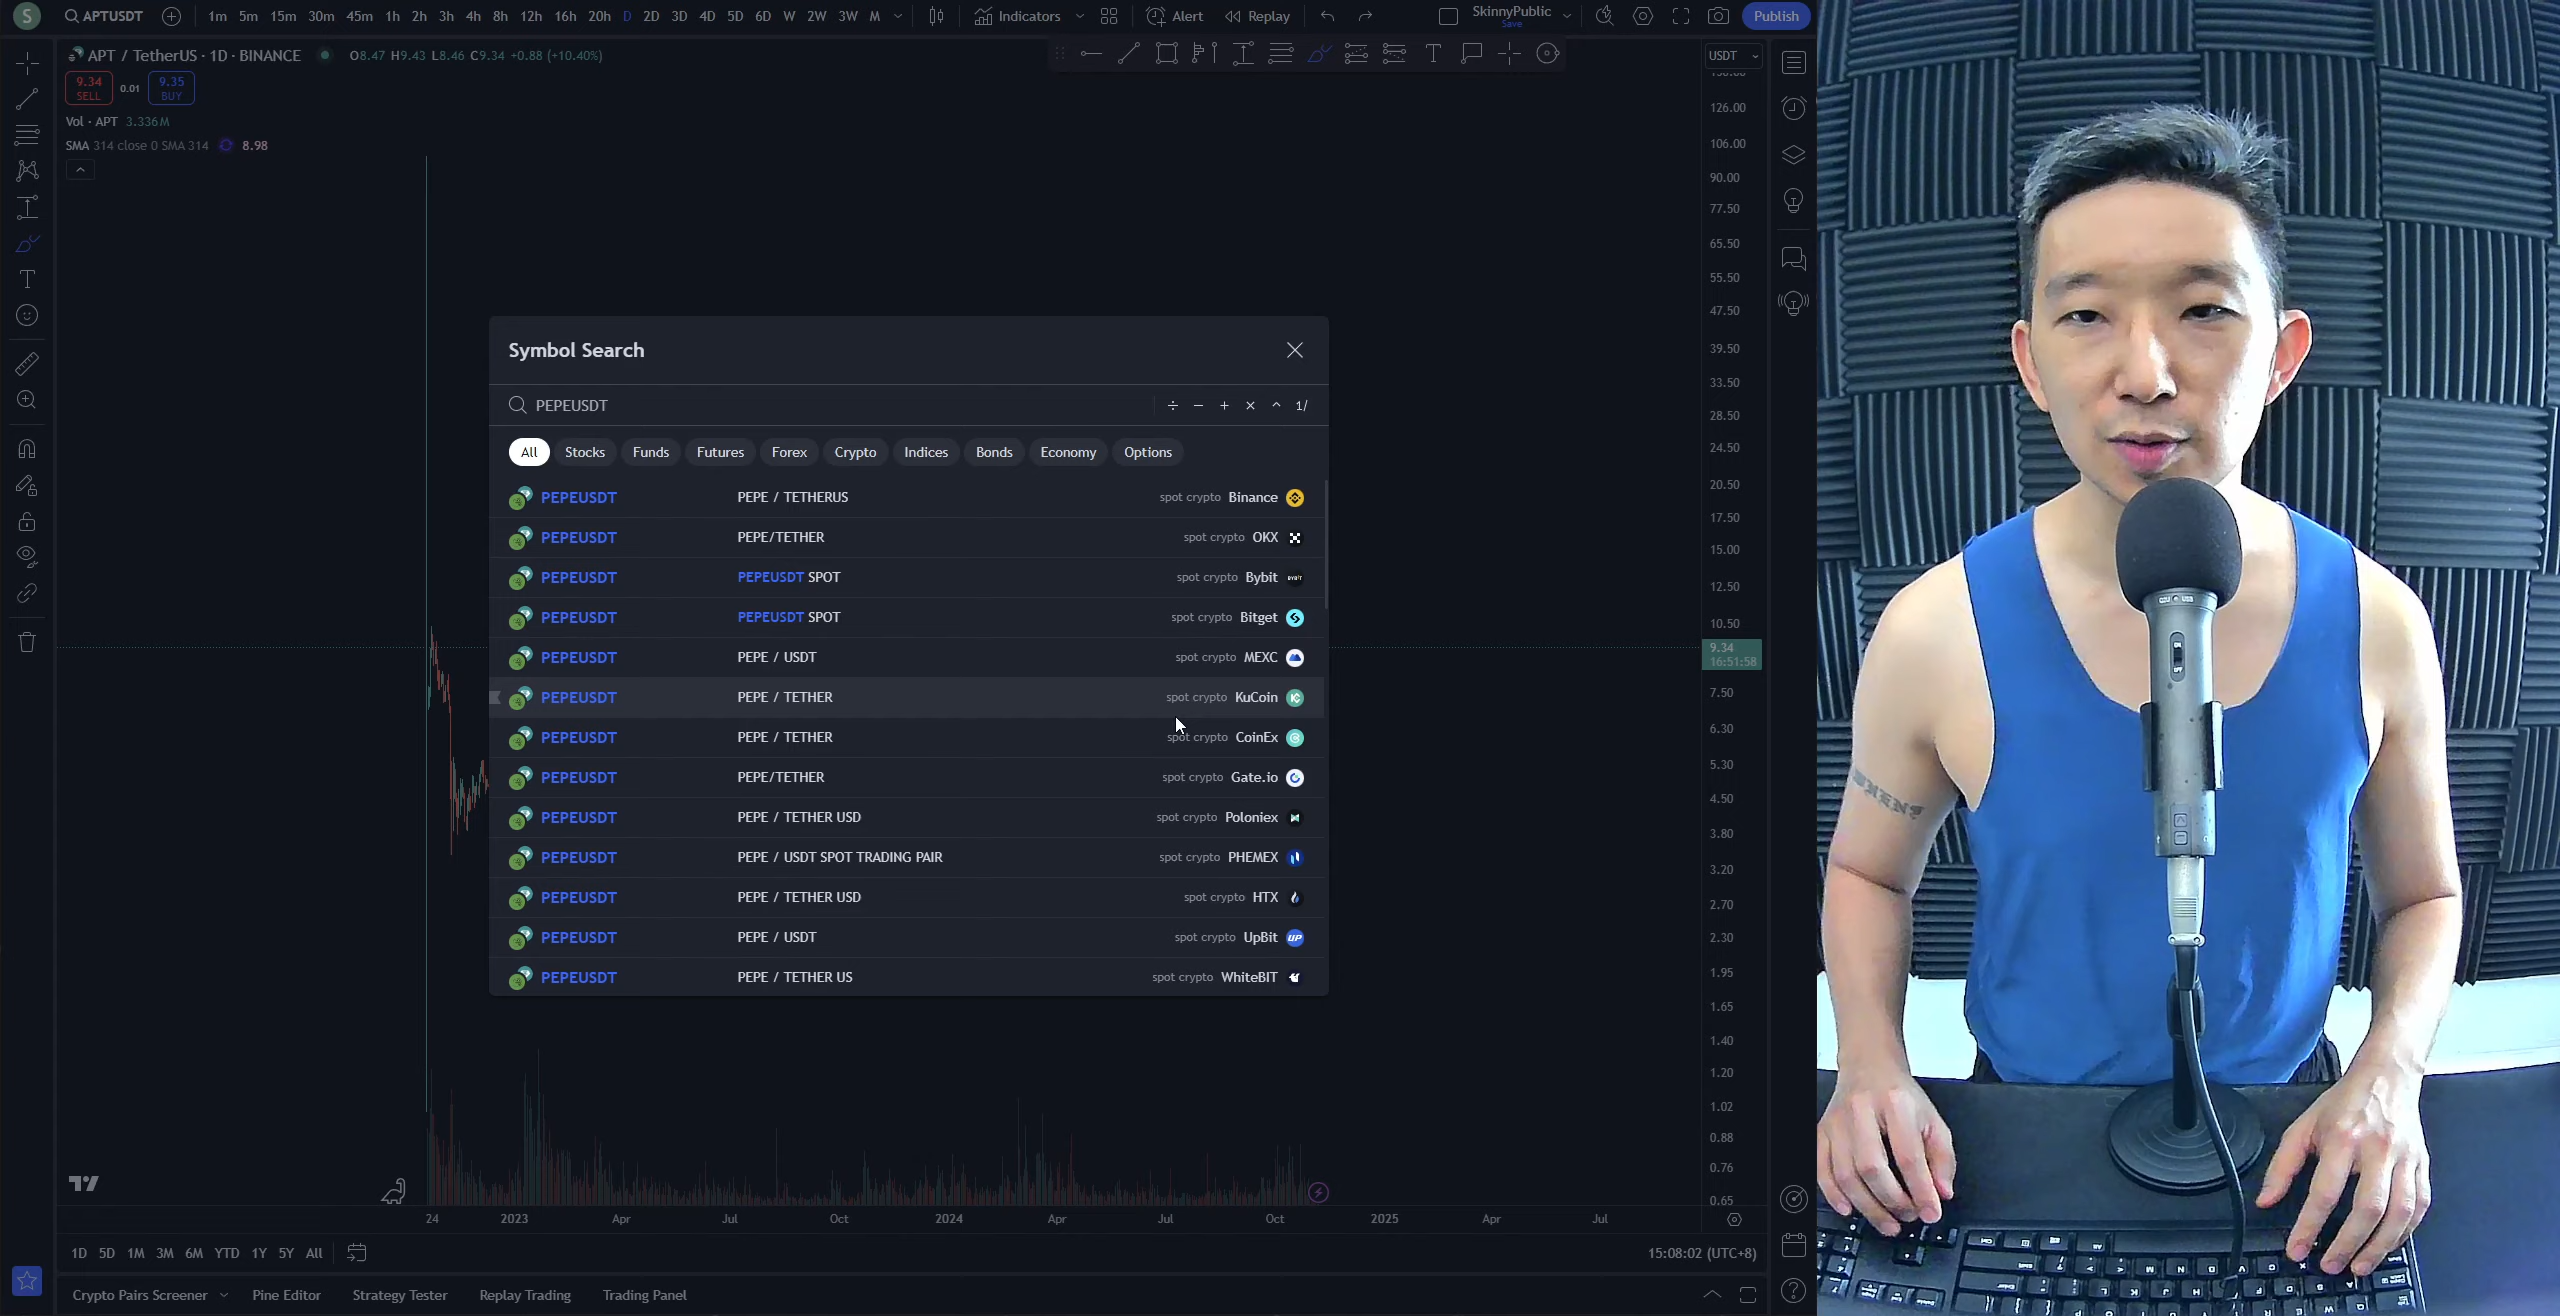 S
APTUSDT
1m 5m 15m 30m 45m 1h 2h 3h 4h 8h 12h 16h 20h D 2D 3D 4D 5D 6D W 2W 3W M
Indicators
Alert
Replay
SkinnyPublic
Save
Publish
APT / TetherUS · 1D · BINANCE
O8.47 H9.43 L8.46 C9.34 +0.88 (+10.40%)
USDT
9.34
SELL
0.01
9.35
BUY
Vol · APT 3.336M
SMA 314 close 0 SMA 314 8.98
126.00
106.00
90.00
77.50
65.50
55.50
47.50
39.50
33.50
28.50
24.50
20.50
17.50
15.00
12.50
10.50
9.34
16:51:58
7.50
6.30
5.30
4.50
3.80
3.20
2.70
2.30
1.95
1.65
1.40
1.20
1.02
0.88
0.76
0.65
Symbol Search
PEPEUSDT
÷ − + × ^ 1/
All Stocks Funds Futures Forex Crypto Indices Bonds Economy Options
PEPEUSDT PEPE / TETHERUS spot crypto Binance
PEPEUSDT PEPE/TETHER spot crypto OKX
PEPEUSDT PEPEUSDT SPOT spot crypto Bybit
PEPEUSDT PEPEUSDT SPOT spot crypto Bitget
PEPEUSDT PEPE / USDT spot crypto MEXC
PEPEUSDT PEPE / TETHER spot crypto KuCoin
PEPEUSDT PEPE / TETHER spot crypto CoinEx
PEPEUSDT PEPE/TETHER spot crypto Gate.io
PEPEUSDT PEPE / TETHER USD spot crypto Poloniex
PEPEUSDT PEPE / USDT SPOT TRADING PAIR spot crypto PHEMEX
PEPEUSDT PEPE / TETHER USD spot crypto HTX
PEPEUSDT PEPE / USDT spot crypto UpBit
PEPEUSDT PEPE / TETHER US spot crypto WhiteBIT
24 2023 Apr Jul Oct 2024 Apr Jul Oct 2025 Apr Jul
1D 5D 1M 3M 6M YTD 1Y 5Y All
15:08:02 (UTC+8)
Crypto Pairs Screener
Pine Editor
Strategy Tester
Replay Trading
Trading Panel